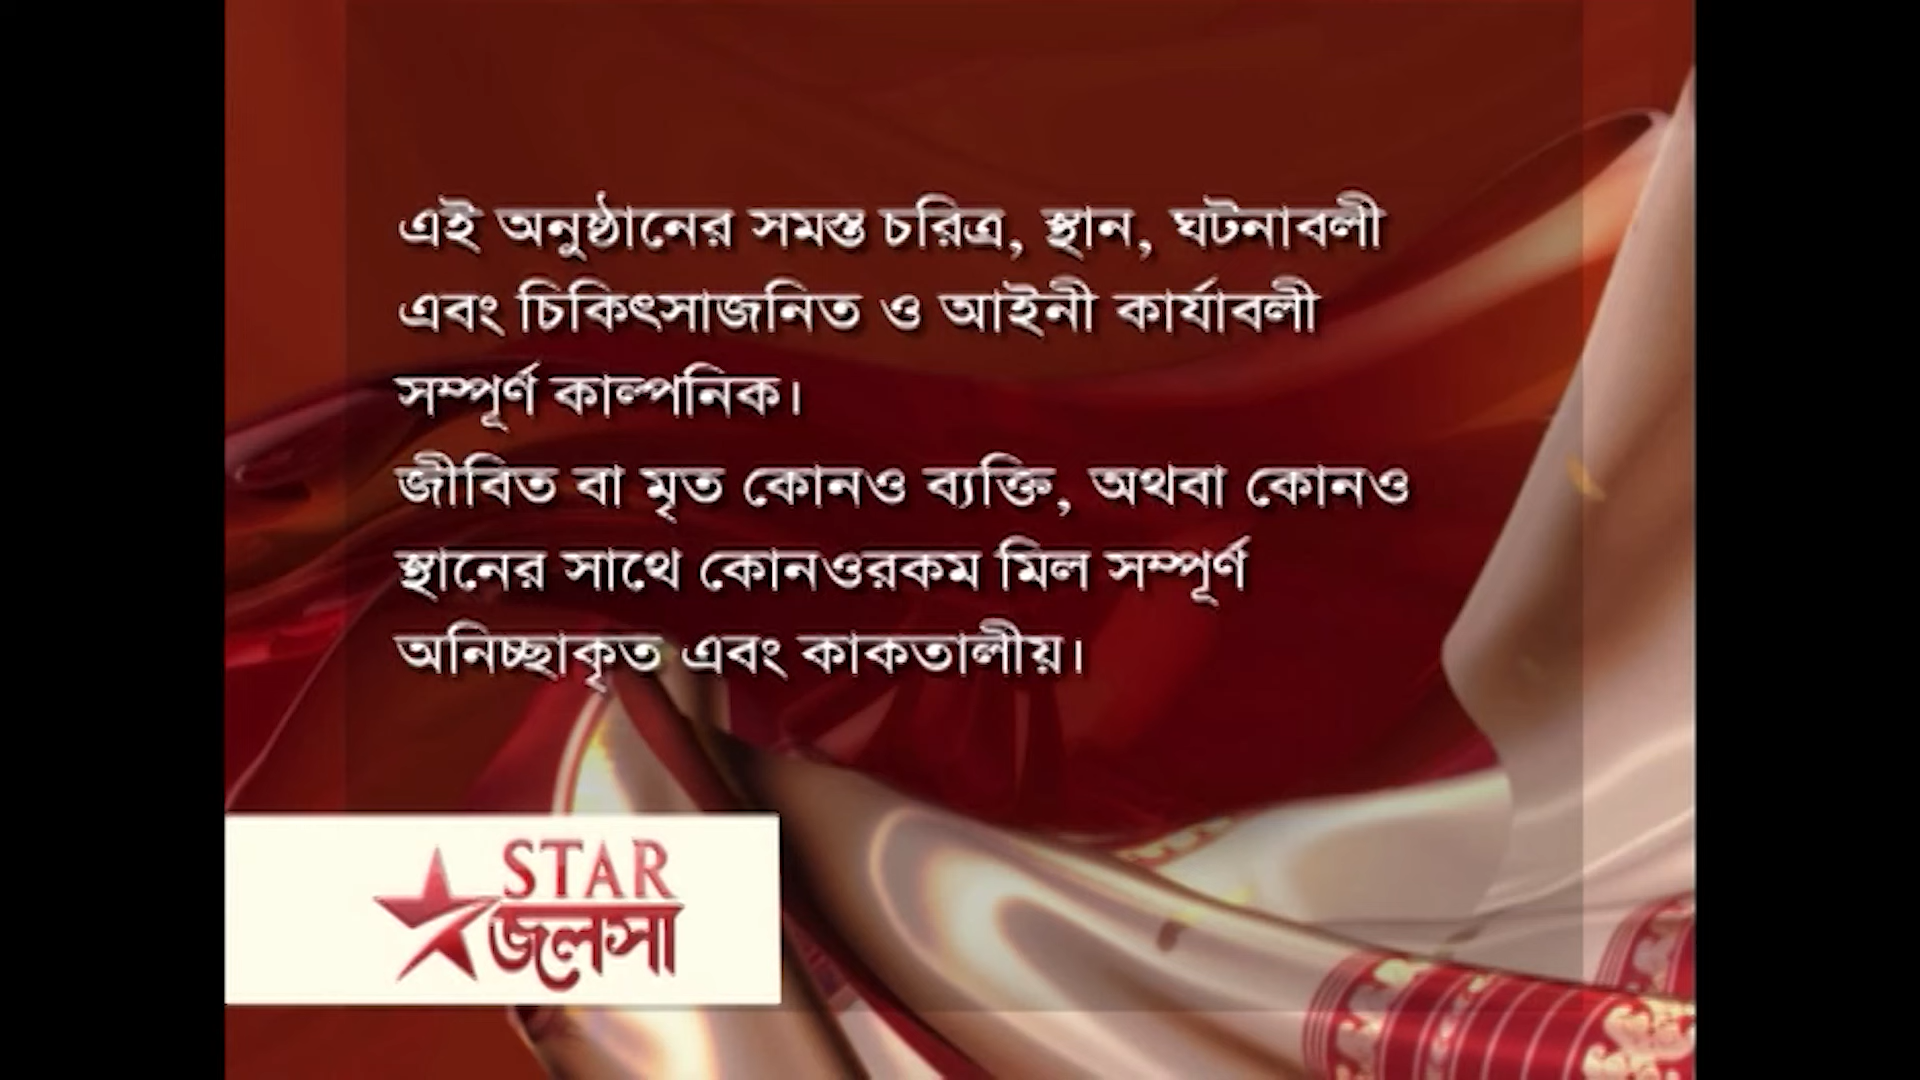 এই অনুষ্ঠানের সমস্ত চরিত্র, স্থান, ঘটনাবলী
এবং চিকিৎসাজনিত ও আইনী কার্যাবলী
সম্পূর্ণ কাল্পনিক।
জীবিত বা মৃত কোনও ব্যক্তি, অথবা কোনও
স্থানের সাথে কোনওরকম মিল সম্পূর্ণ
অনিচ্ছাকৃত এবং কাকতালীয়।
STAR
জলসা